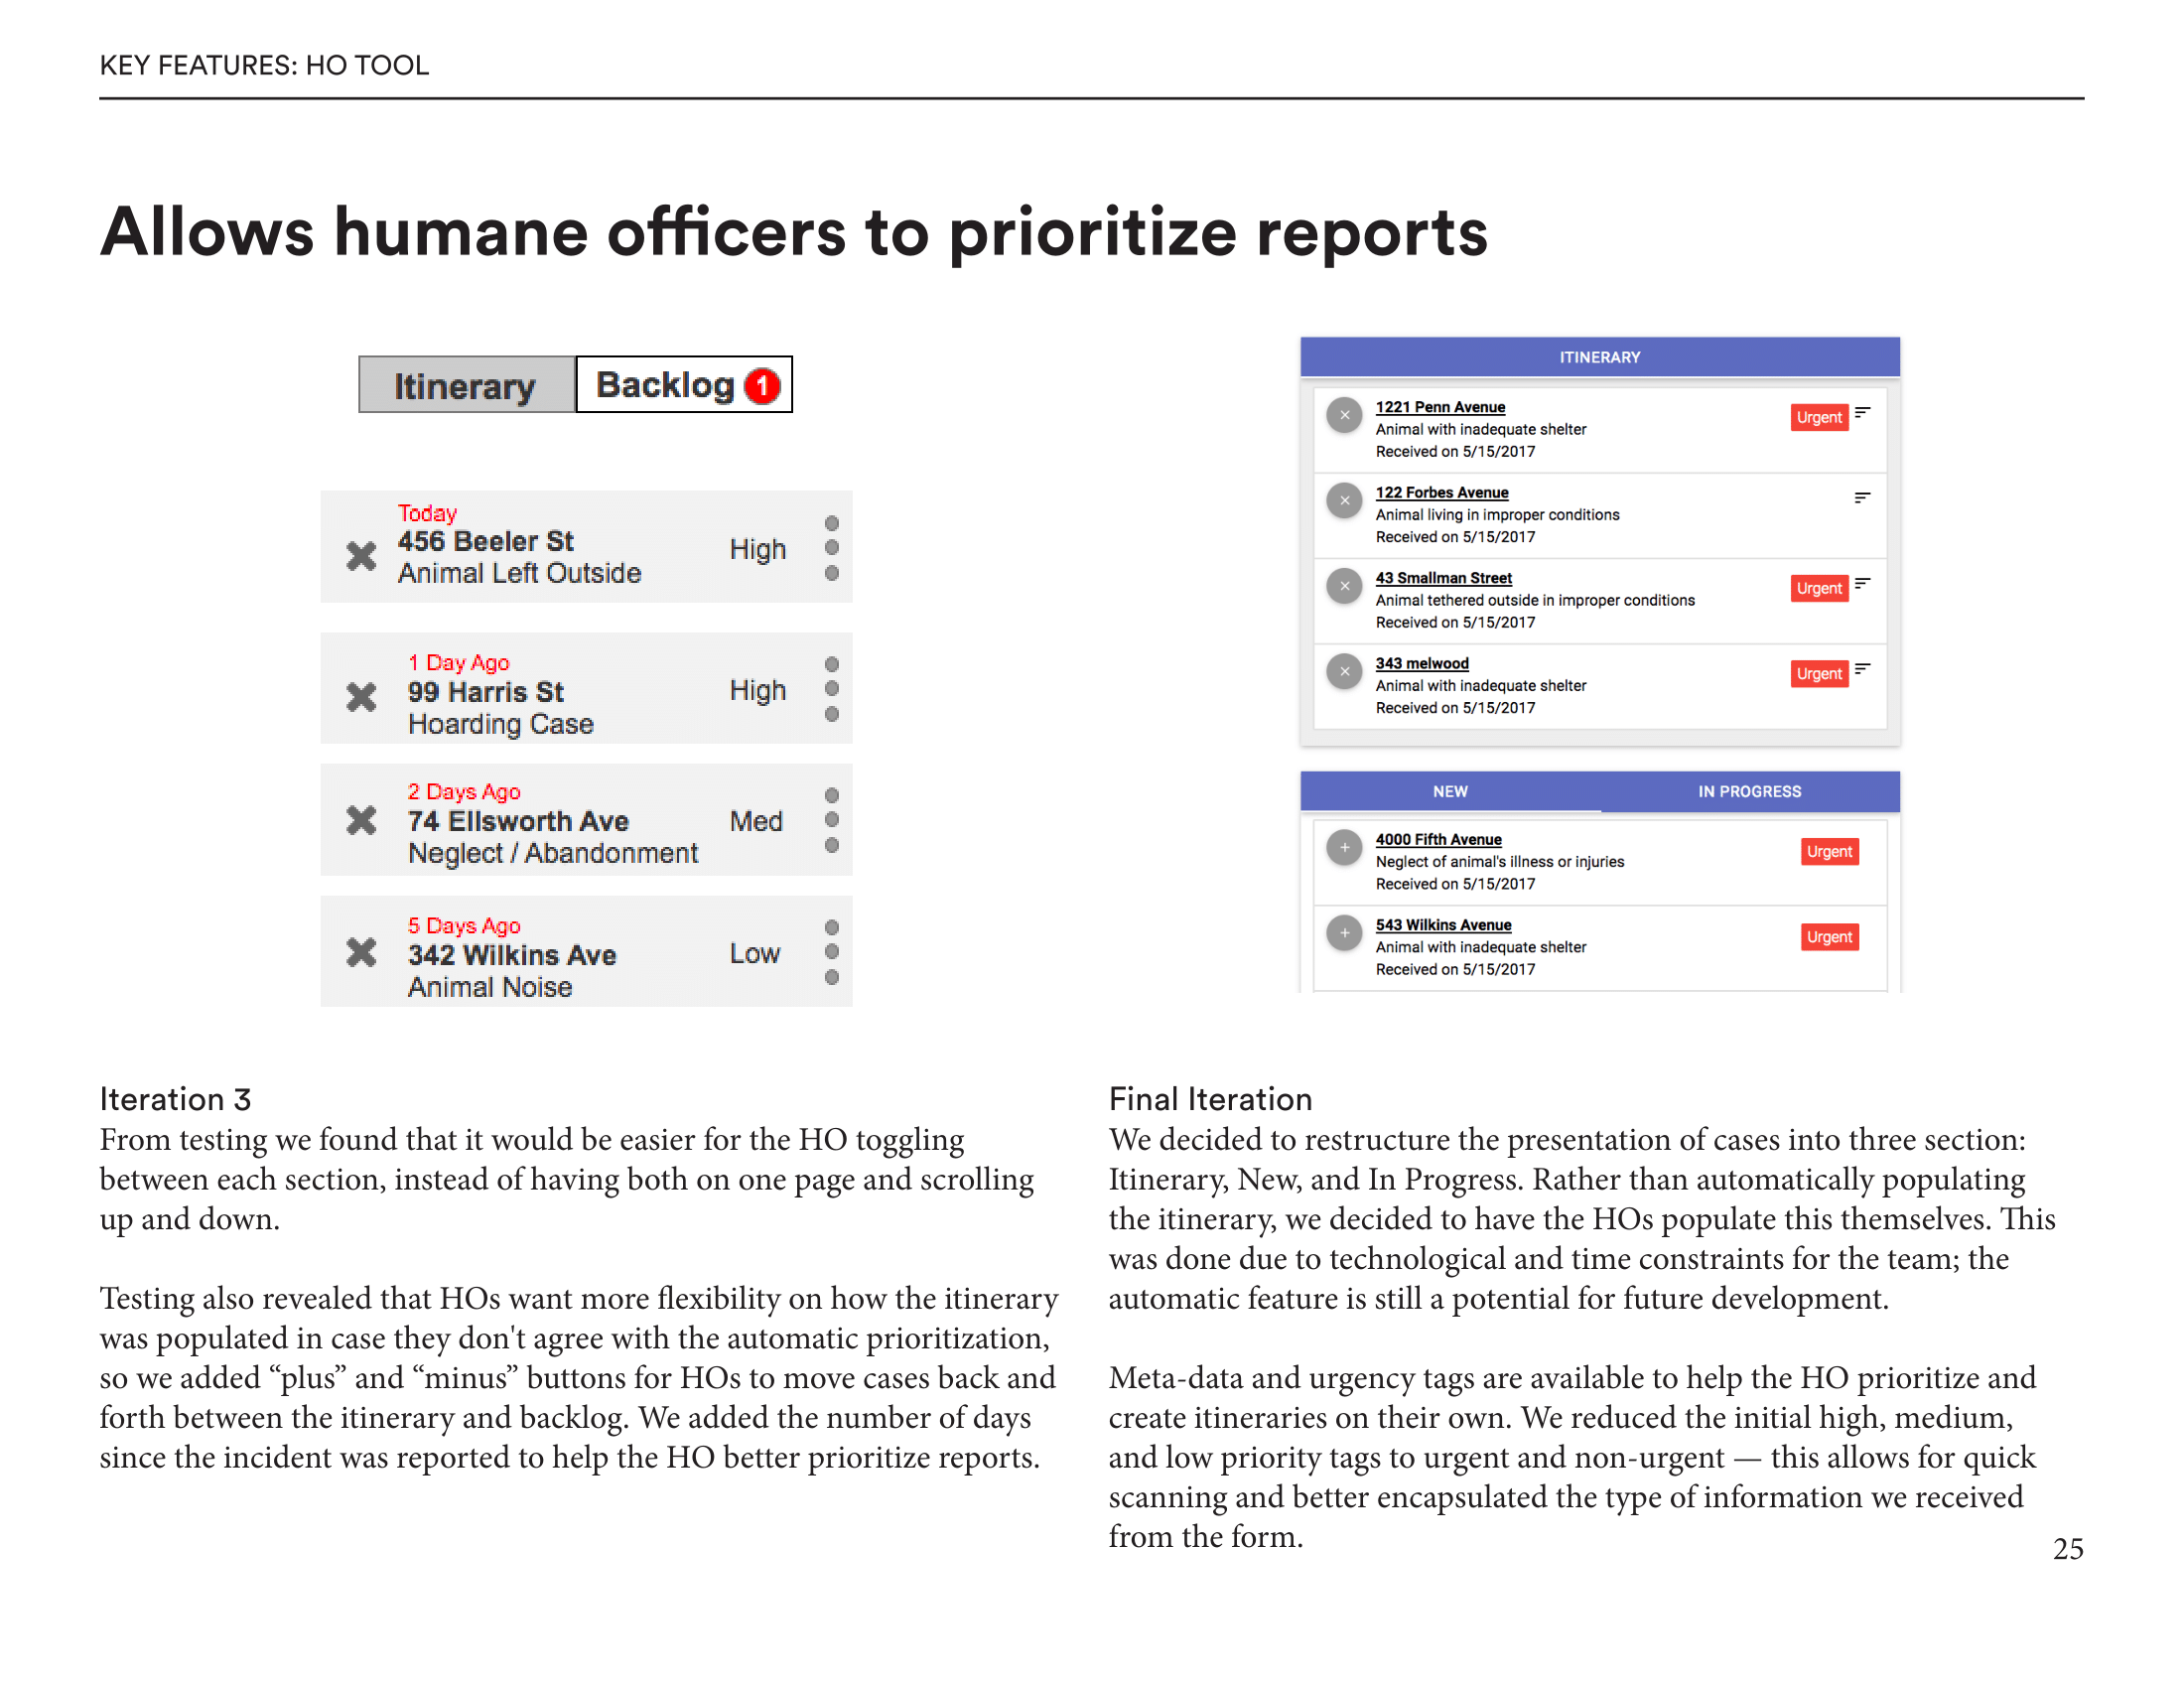 KEY FEATURES: HO TOOL
Allows humane officers to prioritize reports
Itinerary
Backlog 1
Today
456 Beeler St
Animal Left Outside
High
1 Day Ago
99 Harris St
Hoarding Case
High
2 Days Ago
74 Ellsworth Ave
Neglect / Abandonment
Med
5 Days Ago
342 Wilkins Ave
Animal Noise
Low
ITINERARY
1221 Penn Avenue
Animal with inadequate shelter
Received on 5/15/2017
Urgent
122 Forbes Avenue
Animal living in improper conditions
Received on 5/15/2017
43 Smallman Street
Animal tethered outside in improper conditions
Received on 5/15/2017
Urgent
343 melwood
Animal with inadequate shelter
Received on 5/15/2017
Urgent
NEW
IN PROGRESS
4000 Fifth Avenue
Neglect of animal's illness or injuries
Received on 5/15/2017
Urgent
543 Wilkins Avenue
Animal with inadequate shelter
Received on 5/15/2017
Urgent
Iteration 3
From testing we found that it would be easier for the HO toggling
between each section, instead of having both on one page and scrolling
up and down.
Testing also revealed that HOs want more flexibility on how the itinerary
was populated in case they don't agree with the automatic prioritization,
so we added “plus” and “minus” buttons for HOs to move cases back and
forth between the itinerary and backlog. We added the number of days
since the incident was reported to help the HO better prioritize reports.
Final Iteration
We decided to restructure the presentation of cases into three section:
Itinerary, New, and In Progress. Rather than automatically populating
the itinerary, we decided to have the HOs populate this themselves. This
was done due to technological and time constraints for the team; the
automatic feature is still a potential for future development.
Meta-data and urgency tags are available to help the HO prioritize and
create itineraries on their own. We reduced the initial high, medium,
and low priority tags to urgent and non-urgent — this allows for quick
scanning and better encapsulated the type of information we received
from the form.
25